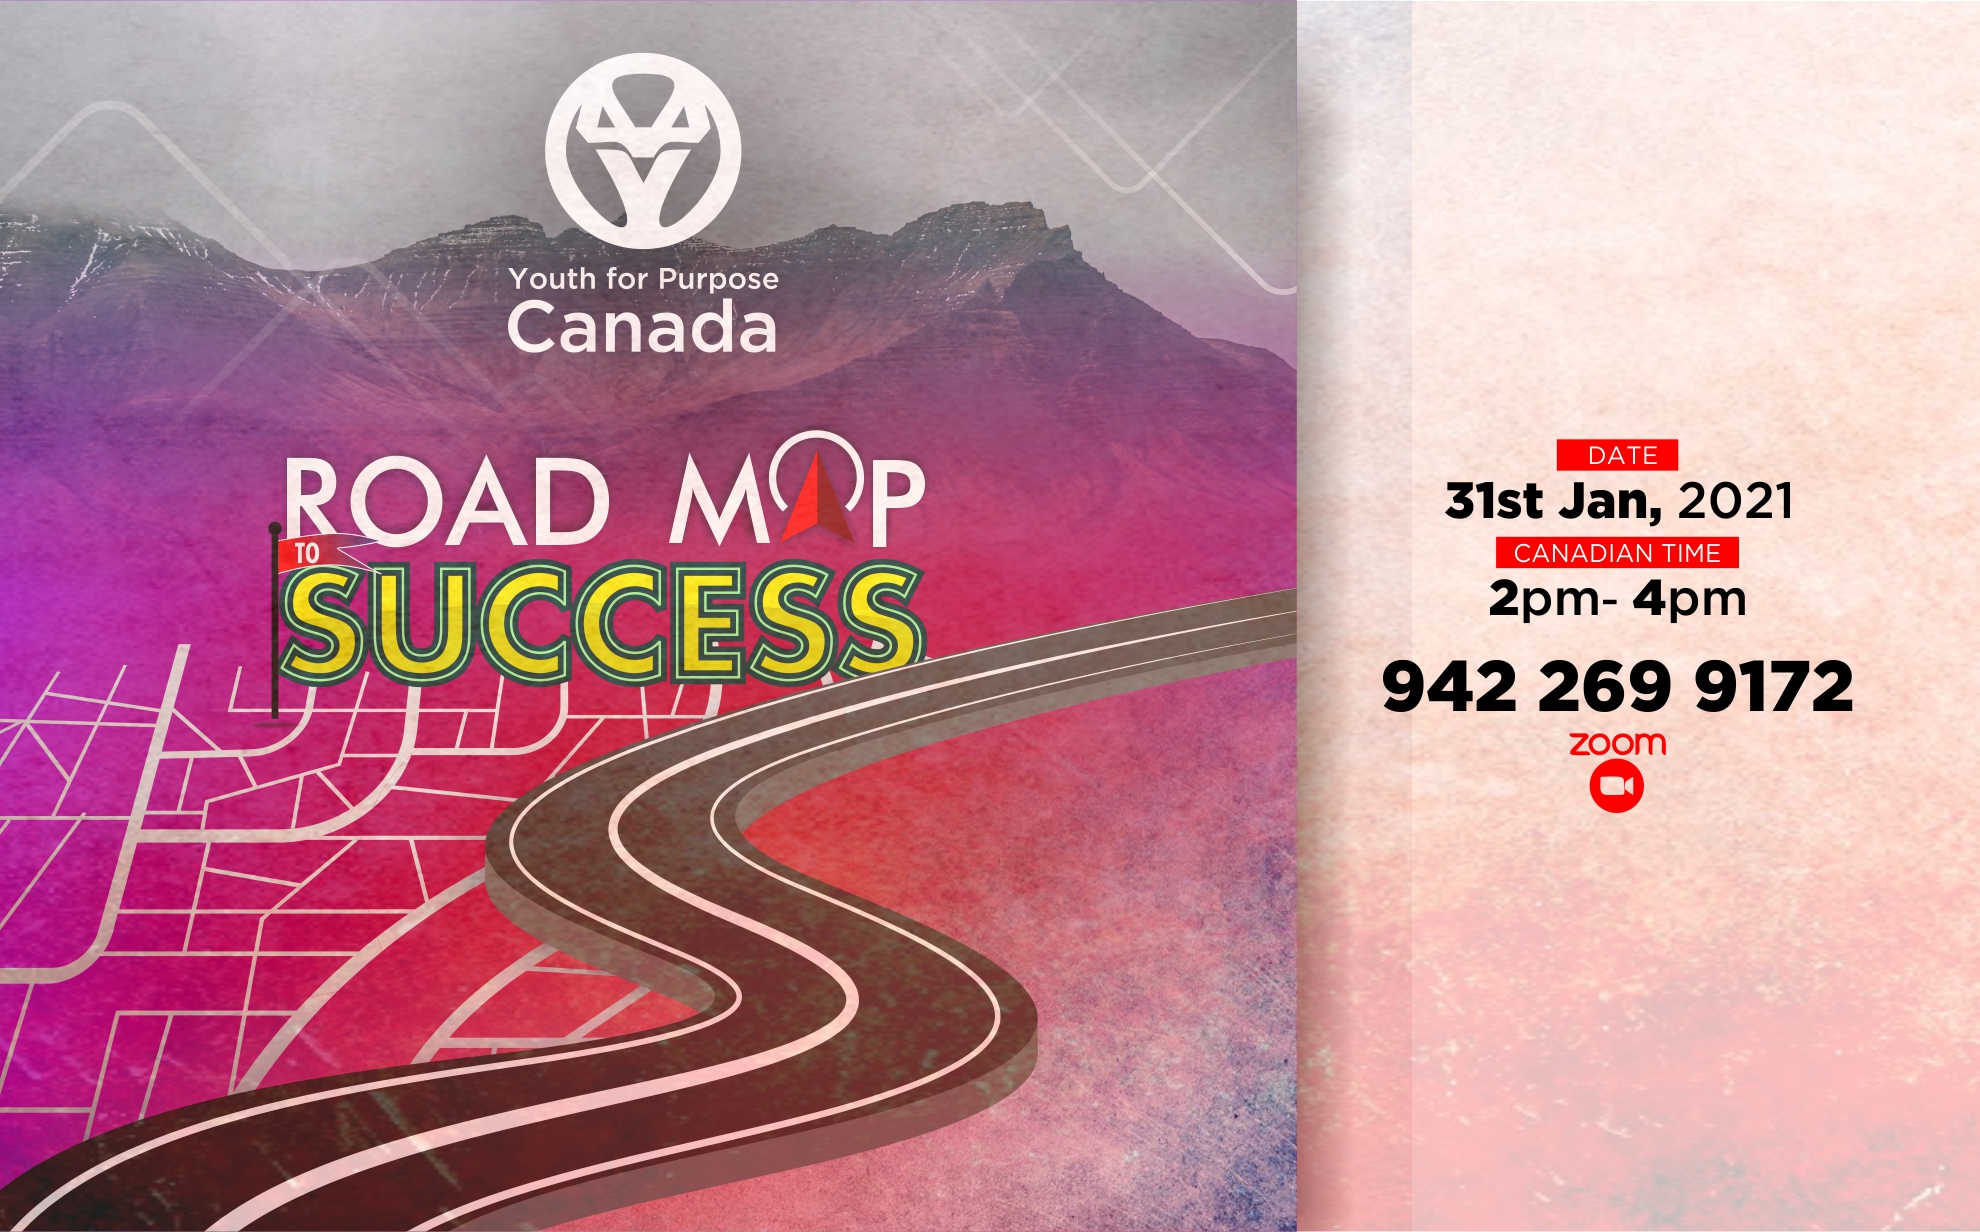 Youth for Purpose
Canada
ROAD MAP
TO
SUCCESS
DATE
31st Jan, 2021
CANADIAN TIME
2pm- 4pm
942 269 9172
zoom